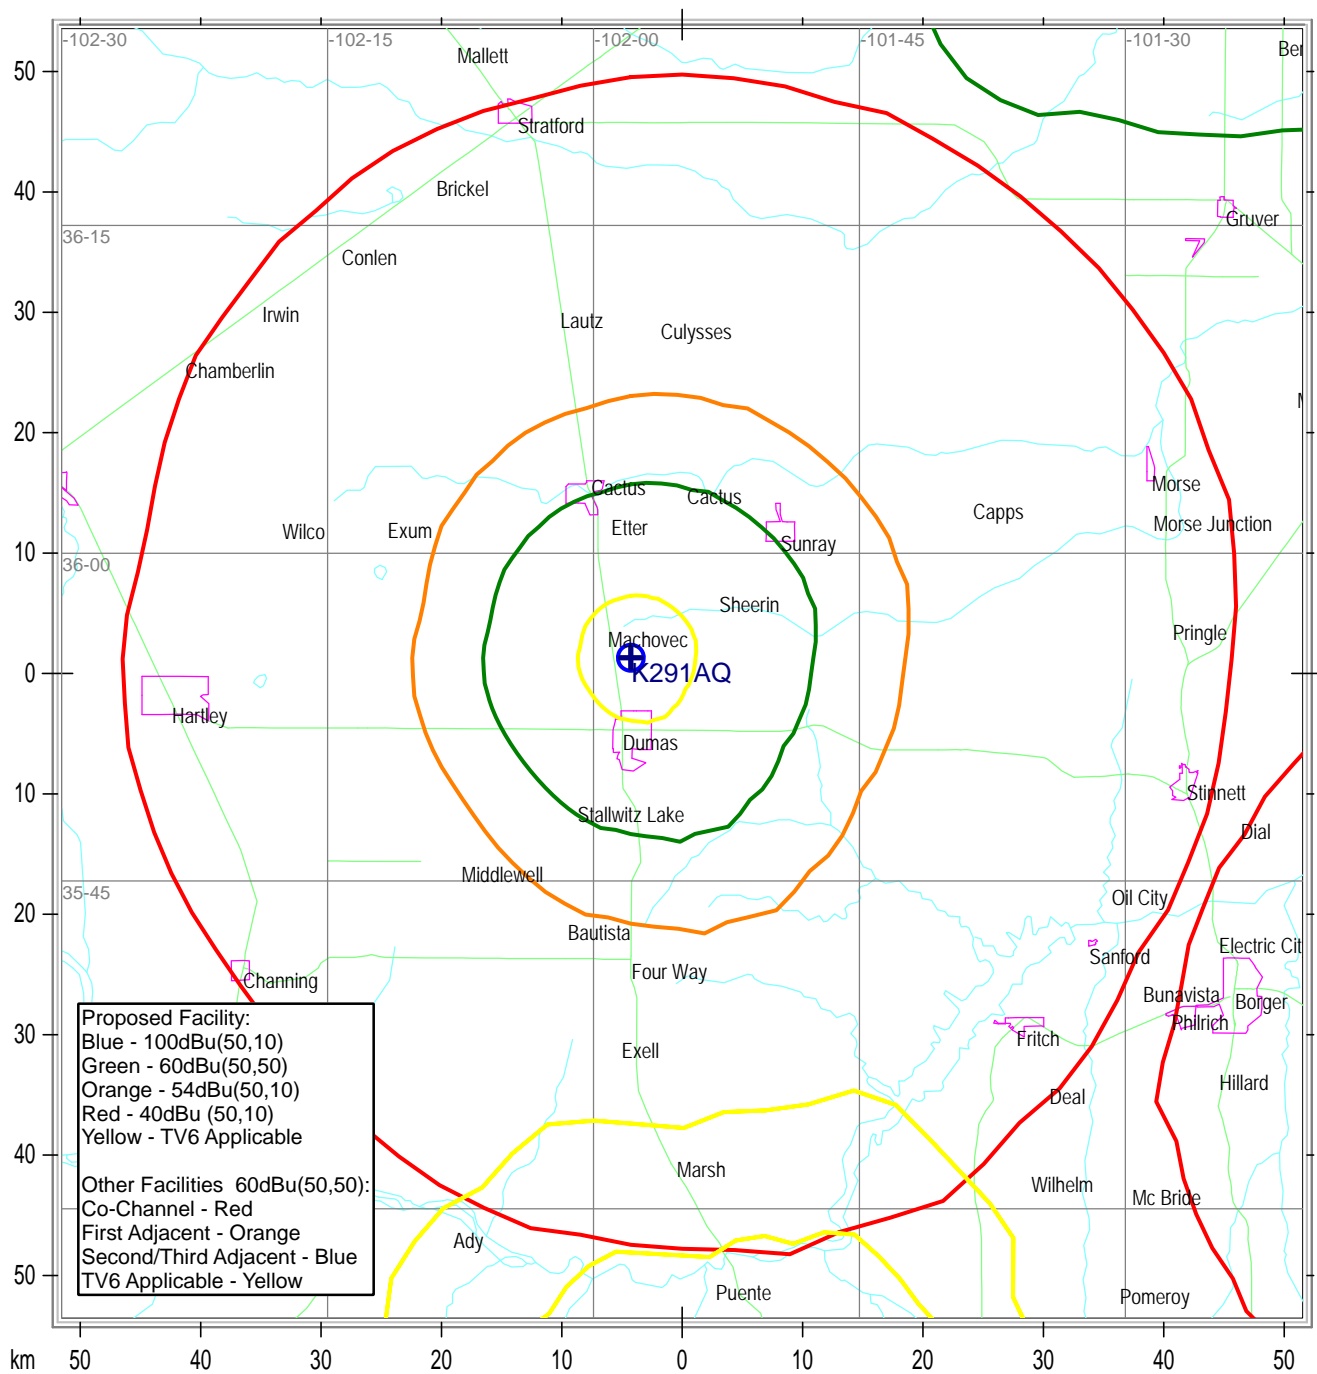 -102-30
-102-15
-102-00
-101-45
-101-30
Mallett
Ber
50
Stratford
Brickel
40
Gruver
36-15
Conlen
30
Irwin
Lautz
Culysses
Chamberlin
20
Cactus
Cactus
Morse
Capps
Wilco
Exum
Etter
Morse Junction
Sunray
10
36-00
Sheerin
Machovec
Pringle
0
K291AQ
Hartley
Dumas
10
Stinnett
Stallwitz Lake
Dial
Middlewell
35-45
Oil City
20
Bautista
Electric Cit
Sanford
Four Way
Channing
Bunavista
Borger
Philrich
30
Fritch
Exell
Hillard
Deal
40
Marsh
Wilhelm
Mc Bride
Ady
50
Puente
Pomeroy
Proposed Facility:
Blue - 100dBu(50,10)
Green - 60dBu(50,50)
Orange - 54dBu(50,10)
Red - 40dBu (50,10)
Yellow - TV6 Applicable
Other Facilities  60dBu(50,50):
Co-Channel - Red
First Adjacent - Orange
Second/Third Adjacent - Blue
TV6 Applicable - Yellow
km 50 40 30 20 10 0 10 20 30 40 50